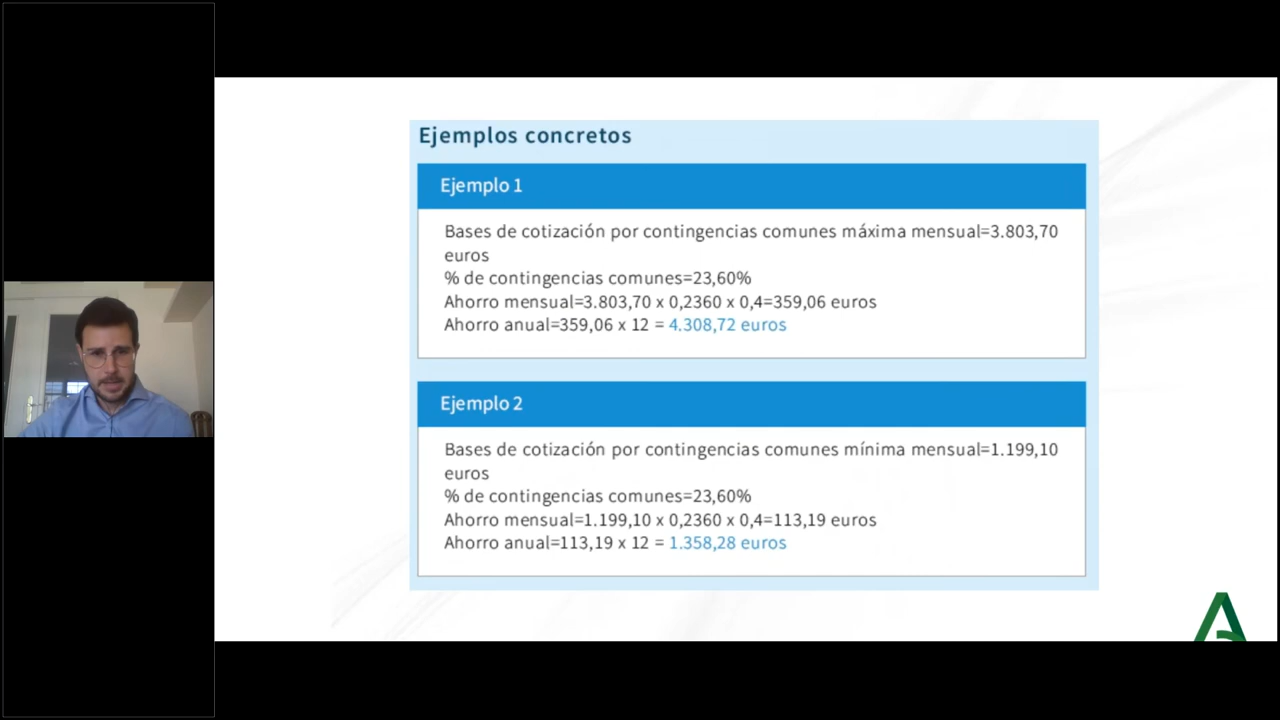 Ejemplos concretos
Ejemplo 1
Bases de cotización por contingencias comunes máxima mensual=3.803,70
euros
% de contingencias comunes=23,60%
Ahorro mensual=3.803,70 x 0,2360 x 0,4=359,06 euros
Ahorro anual=359,06 x 12 = 4.308,72 euros
Ejemplo 2
Bases de cotización por contingencias comunes mínima mensual=1.199,10
euros
% de contingencias comunes=23,60%
Ahorro mensual=1.199,10 x 0,2360 x 0,4=113,19 euros
Ahorro anual=113,19 x 12 = 1.358,28 euros